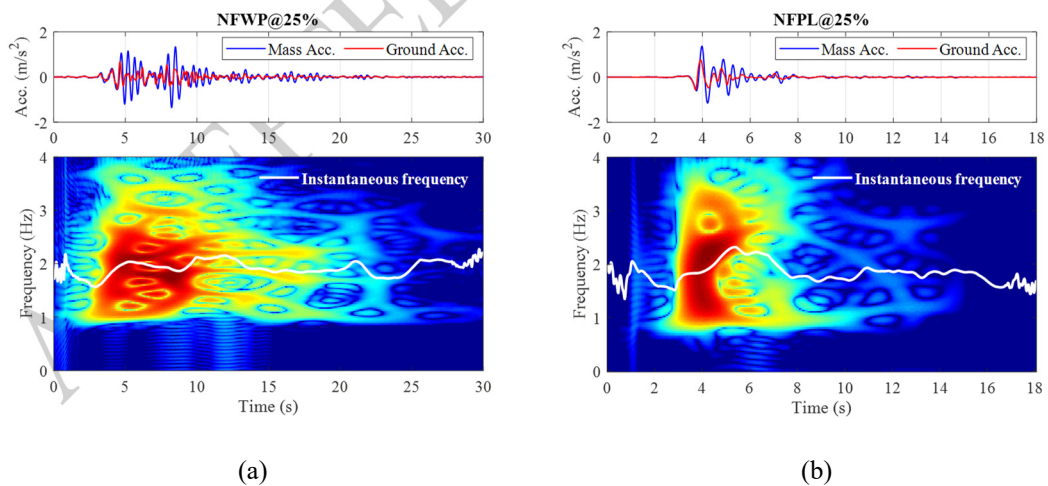 NFWP@25%
Mass Acc. Ground Acc.
Acc. (m/s²)
2
0
-2
0 5 10 15 20 25 30
Instantaneous frequency
Frequency (Hz)
4
3
2
1
0
0 5 10 15 20 25 30
Time (s)
(a)
NFPL@25%
Mass Acc. Ground Acc.
Acc. (m/s²)
2
0
-2
0 2 4 6 8 10 12 14 16 18
Instantaneous frequency
Frequency (Hz)
4
3
2
1
0
0 2 4 6 8 10 12 14 16 18
Time (s)
(b)